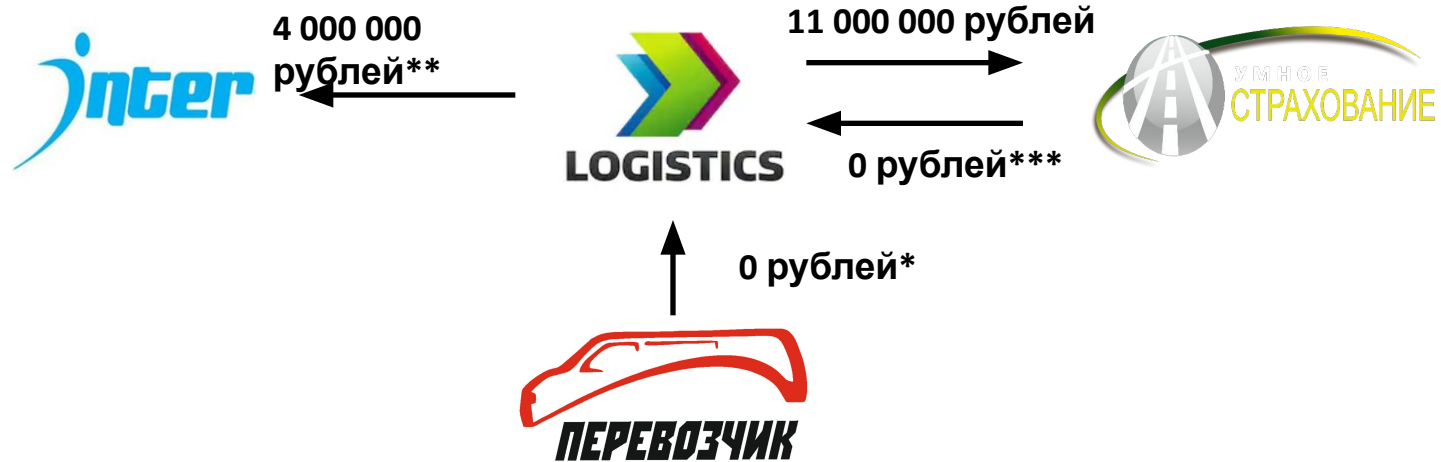 4 000 000
рублей**
11 000 000 рублей
inter
LOGISTICS
УМНОЕ
СТРАХОВАНИЕ
0 рублей***
0 рублей*
ПЕРЕВОЗЧИК